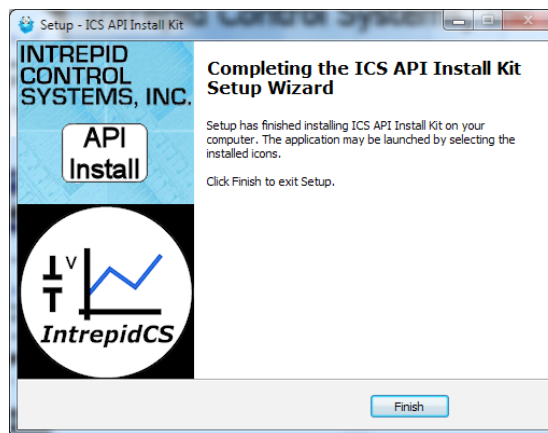 Setup - ICS API Install Kit
INTREPID
CONTROL
SYSTEMS, INC.
API
Install
V
IntrepidCS
Completing the ICS API Install Kit
Setup Wizard
Setup has finished installing ICS API Install Kit on your
computer. The application may be launched by selecting the
installed icons.
Click Finish to exit Setup.
Finish